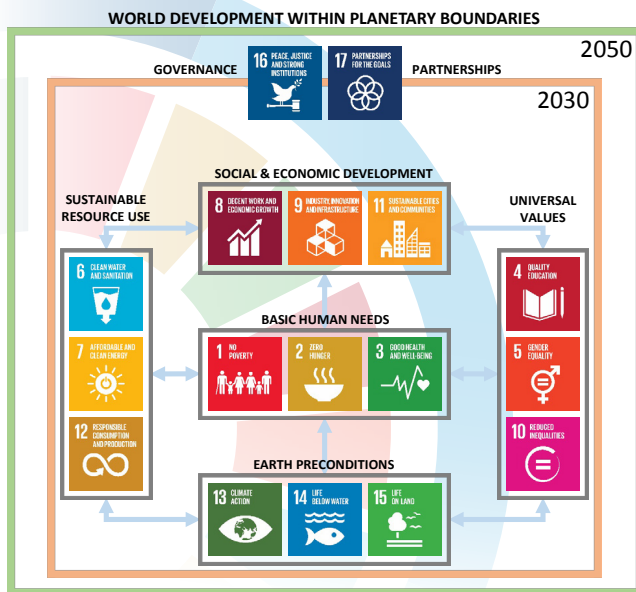 WORLD DEVELOPMENT WITHIN PLANETARY BOUNDARIES
2050
GOVERNANCE
16 PEACE, JUSTICE
AND STRONG
INSTITUTIONS
17 PARTNERSHIPS
FOR THE GOALS
PARTNERSHIPS
2030
SOCIAL & ECONOMIC DEVELOPMENT
SUSTAINABLE
RESOURCE USE
8 DECENT WORK AND
ECONOMIC GROWTH
9 INDUSTRY, INNOVATION
AND INFRASTRUCTURE
11 SUSTAINABLE CITIES
AND COMMUNITIES
UNIVERSAL
VALUES
6 CLEAN WATER
AND SANITATION
4 QUALITY
EDUCATION
BASIC HUMAN NEEDS
7 AFFORDABLE AND
CLEAN ENERGY
1 NO
POVERTY
2 ZERO
HUNGER
3 GOOD HEALTH
AND WELL-BEING
5 GENDER
EQUALITY
12 RESPONSIBLE
CONSUMPTION
AND PRODUCTION
10 REDUCED
INEQUALITIES
EARTH PRECONDITIONS
13 CLIMATE
ACTION
14 LIFE
BELOW WATER
15 LIFE
ON LAND